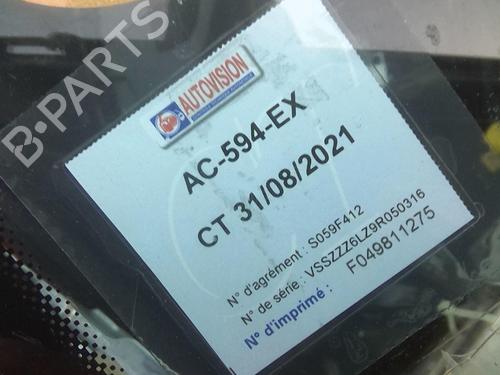 B-PARTS
AUTOVISION
AC-594-EX
CT 31/08/2021
N° d'agrément : S059F412
N° de série : VSSZZZ6LZ9R050316
N° d'imprimé : F049811275